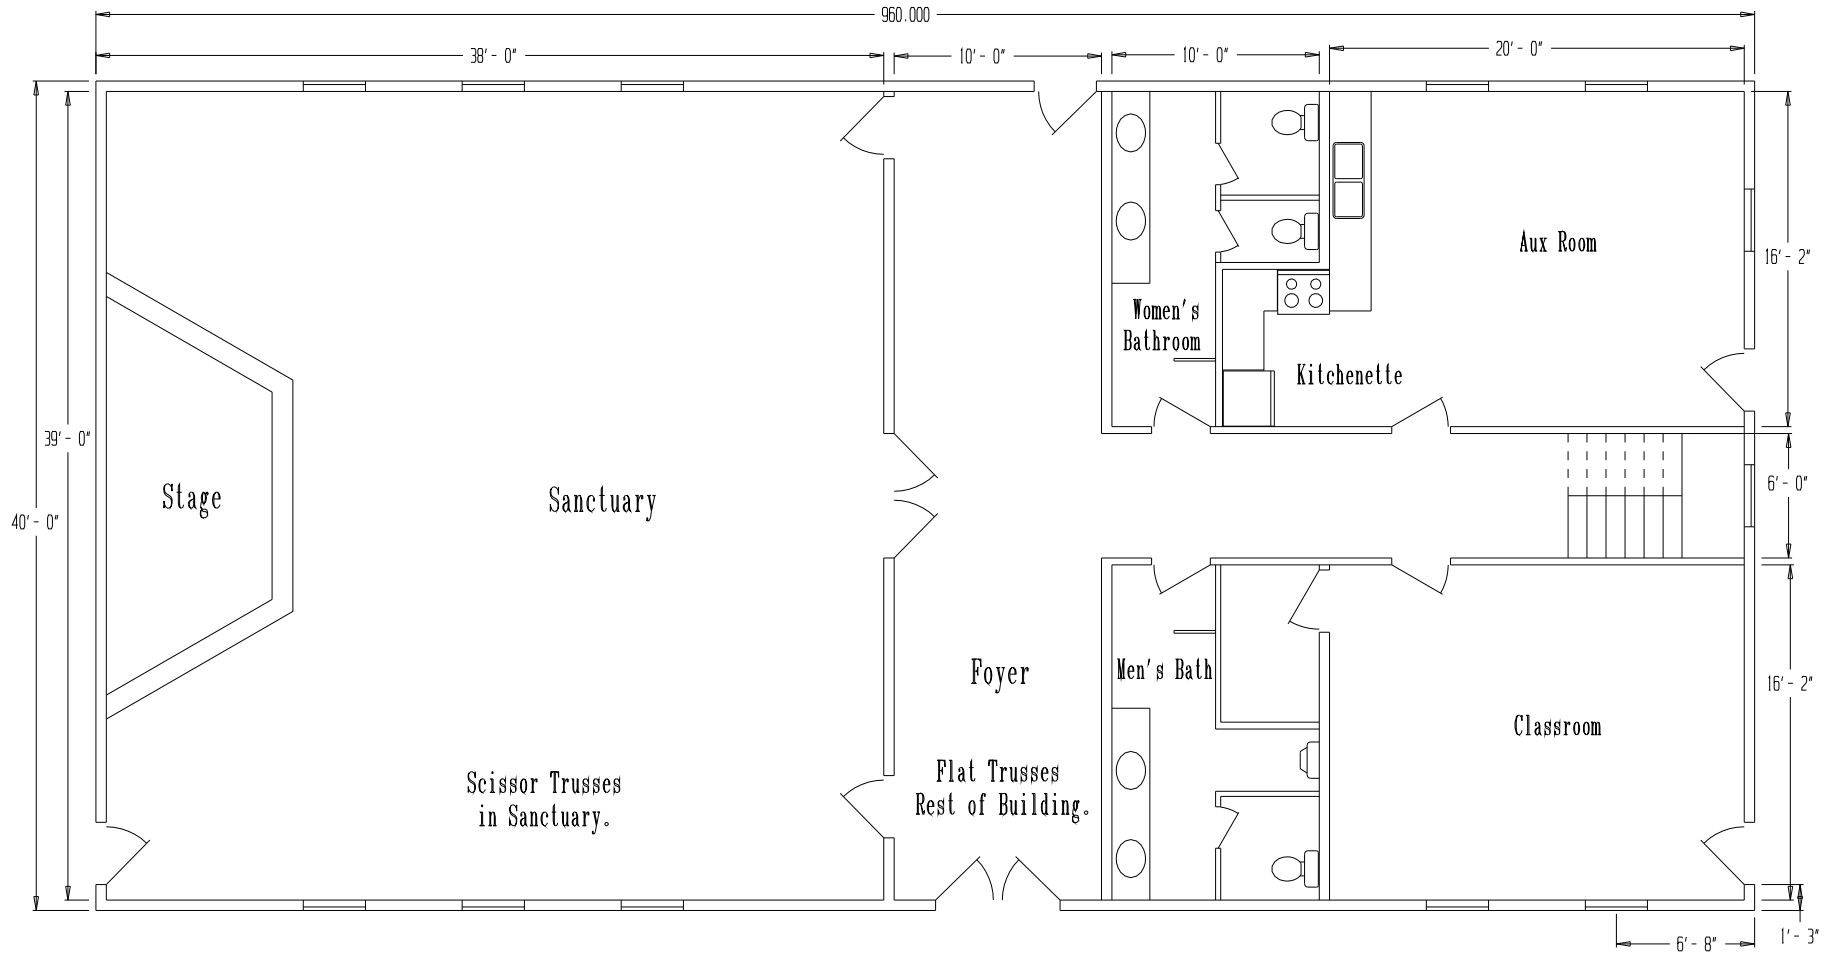 960.000
38'- 0"
10'- 0"
10'- 0"
20'- 0"
Aux Room
16'- 2"
Women's
Bathroom
Kitchenette
39'- 0"
6'- 0"
Stage
Sanctuary
40'- 0"
Foyer
Men's Bath
16'- 2"
Classroom
Scissor Trusses
in Sanctuary.
Flat Trusses
Rest of Building.
6'- 8"
1'- 3"